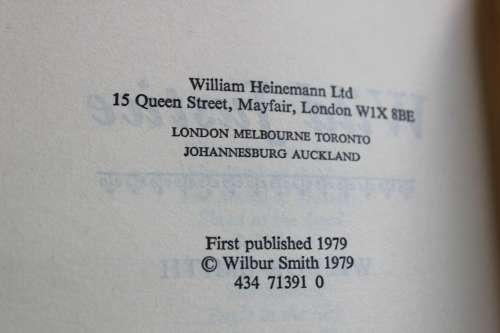 William Heinemann Ltd
15 Queen Street, Mayfair, London W1X 8BE
LONDON MELBOURNE TORONTO
JOHANNESBURG AUCKLAND
First published 1979
© Wilbur Smith 1979
434 71391 0